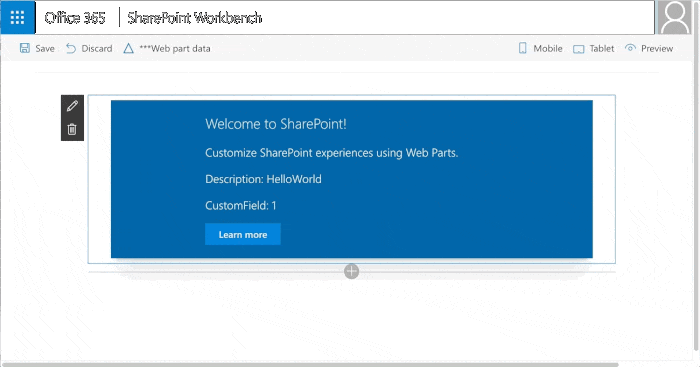 Office 365 SharePoint Workbench
Save Discard ***Web part data Mobile Tablet Preview
Welcome to SharePoint!
Customize SharePoint experiences using Web Parts.
Description: HelloWorld
CustomField: 1
Learn more